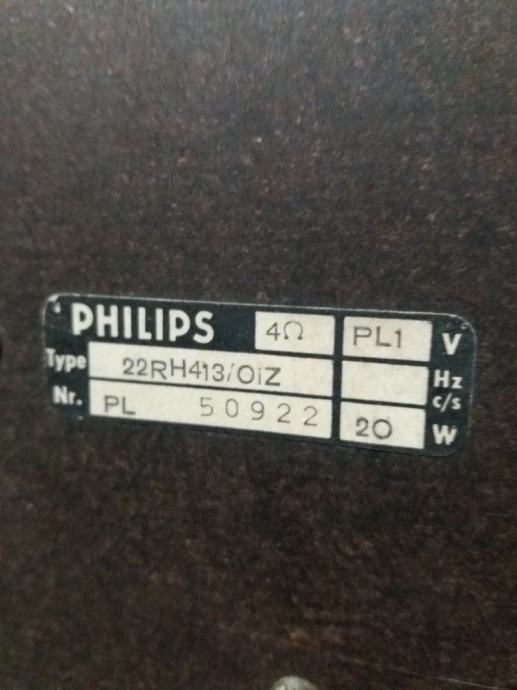 PHILIPS 4Ω PL1 V
Type 22RH413/OiZ Hz c/s
Nr. PL 50922 20 W